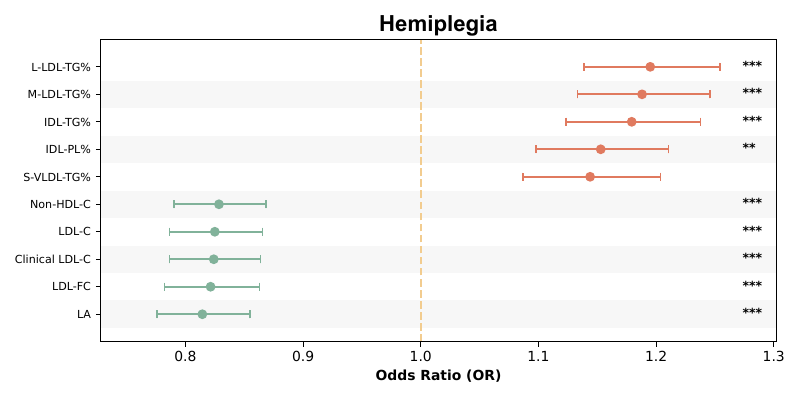 Hemiplegia
L-LDL-TG% ***
M-LDL-TG% ***
IDL-TG% ***
IDL-PL% **
S-VLDL-TG%
Non-HDL-C ***
LDL-C ***
Clinical LDL-C ***
LDL-FC ***
LA ***
0.8 0.9 1.0 1.1 1.2 1.3
Odds Ratio (OR)